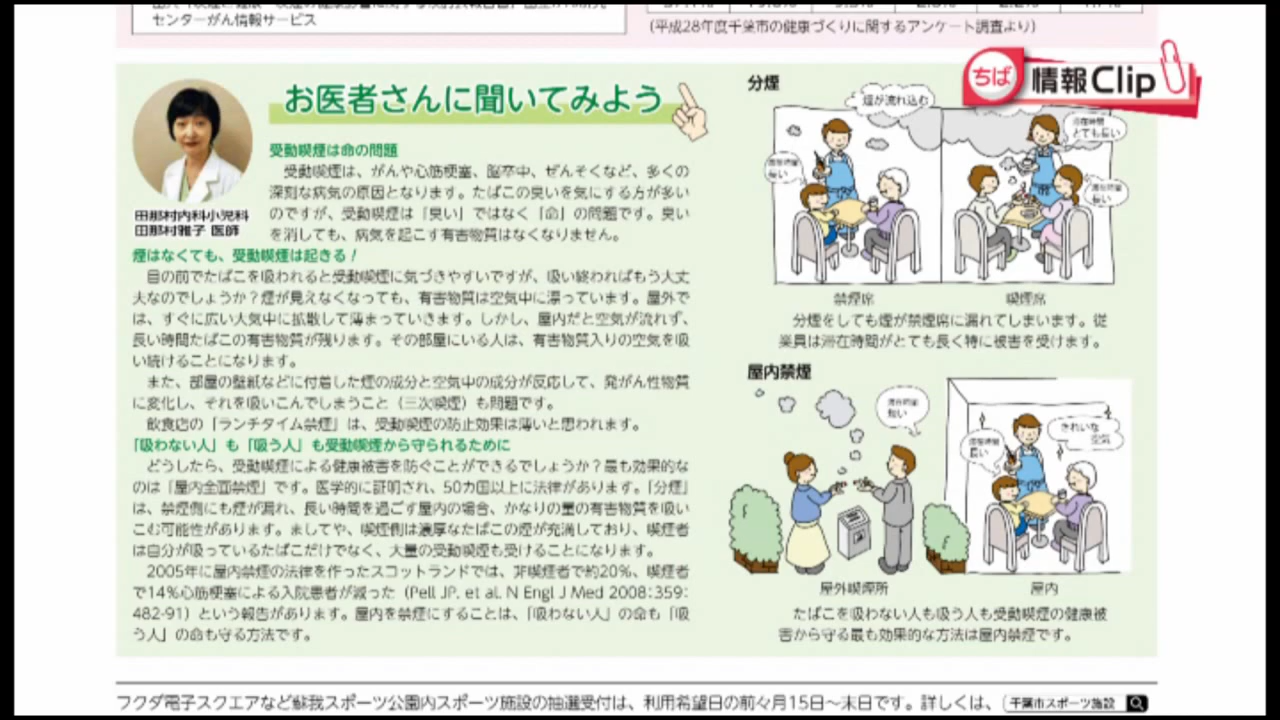 センターがん情報サービス
(平成28年度千葉市の健康づくりに関するアンケート調査より)
ちば 情報Clip
お医者さんに聞いてみよう
田那村内科小児科
田那村雅子 医師
受動喫煙は命の問題
受動喫煙は、がんや心筋梗塞、脳卒中、ぜんそくなど、多くの
深刻な病気の原因となります。たばこの臭いを気にする方が多い
のですが、受動喫煙は「臭い」ではなく「命」の問題です。臭い
を消しても、病気を起こす有害物質はなくなりません。
煙はなくても、受動喫煙は起きる!
目の前でたばこを吸われると受動喫煙に気づきやすいですが、吸い終わればもう大丈
夫なのでしょうか?煙が見えなくなっても、有害物質は空気中に漂っています。屋外で
は、すぐに広い大気中に拡散して薄まっていきます。しかし、屋内だと空気が流れず、
長い時間たばこの有害物質が残ります。その部屋にいる人は、有害物質入りの空気を吸
い続けることになります。
また、部屋の壁紙などに付着した煙の成分と空気中の成分が反応して、発がん性物質
に変化し、それを吸いこんでしまうこと(三次喫煙)も問題です。
飲食店の「ランチタイム禁煙」は、受動喫煙の防止効果は薄いと思われます。
「吸わない人」も「吸う人」も受動喫煙から守られるために
どうしたら、受動喫煙による健康被害を防ぐことができるでしょうか?最も効果的な
のは「屋内全面禁煙」です。医学的に証明され、50カ国以上に法律があります。「分煙」
は、禁煙側にも煙が漏れ、長い時間を過ごす屋内の場合、かなりの量の有害物質を吸い
こむ可能性があります。ましてや、喫煙側は濃厚なたばこの煙が充満しており、喫煙者
は自分が吸っているたばこだけでなく、大量の受動喫煙も受けることになります。
2005年に屋内禁煙の法律を作ったスコットランドでは、非喫煙者で約20%、喫煙者
で14%心筋梗塞による入院患者が減った(Pell JP. et al. N Engl J Med 2008:359:
482-91)という報告があります。屋内を禁煙にすることは、「吸わない人」の命も「吸
う人」の命も守る方法です。
分煙
煙が流れ込む
滞在時間
とても長い
滞在時間
長い
滞在時間
長い
禁煙席
喫煙席
分煙をしても煙が禁煙席に漏れてしまいます。従
業員は滞在時間がとても長く特に被害を受けます。
屋内禁煙
滞在時間
短い
滞在時間
長い
きれいな
空気
屋外喫煙所
屋内
たばこを吸わない人も吸う人も受動喫煙の健康被
害から守る最も効果的な方法は屋内禁煙です。
フクダ電子スクエアなど蘇我スポーツ公園内スポーツ施設の抽選受付は、利用希望日の前々月15日~末日です。詳しくは、 千葉市スポーツ施設